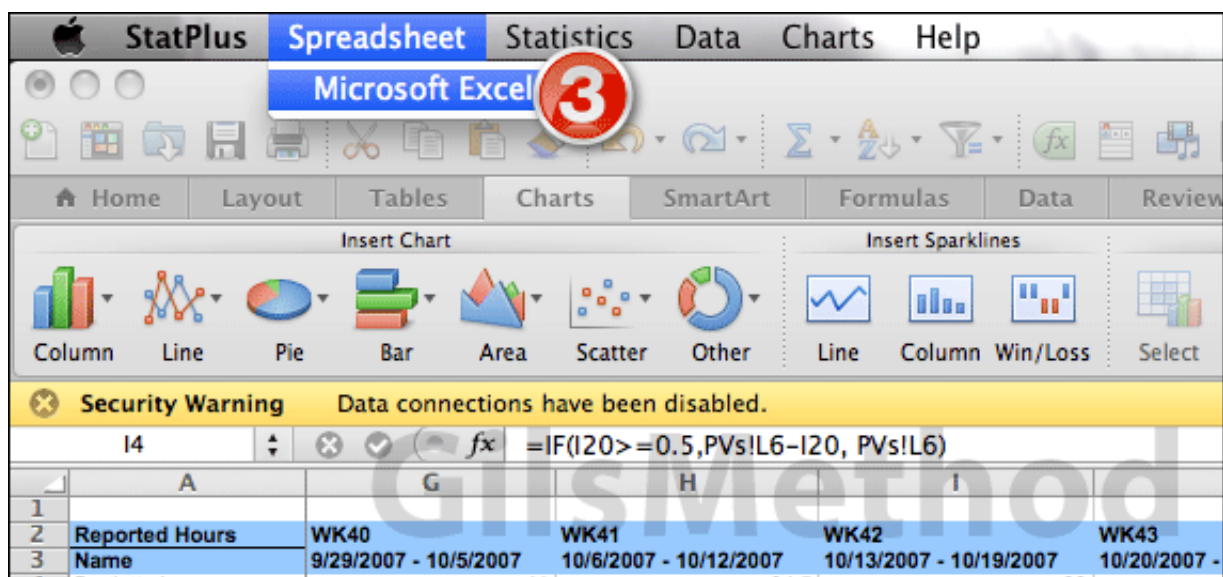 StatPlus Spreadsheet Statistics Data Charts Help
Microsoft Excel
3
Home Layout Tables Charts SmartArt Formulas Data Review
Insert Chart Insert Sparklines
Column Line Pie Bar Area Scatter Other Line Column Win/Loss Select
Security Warning Data connections have been disabled.
I4 fx =IF(I20>=0.5,PVs!L6-I20, PVs!L6)
GilsMethod
A G H I
1
2 Reported Hours WK40 WK41 WK42 WK43
3 Name 9/29/2007 - 10/5/2007 10/6/2007 - 10/12/2007 10/13/2007 - 10/19/2007 10/20/2007 -